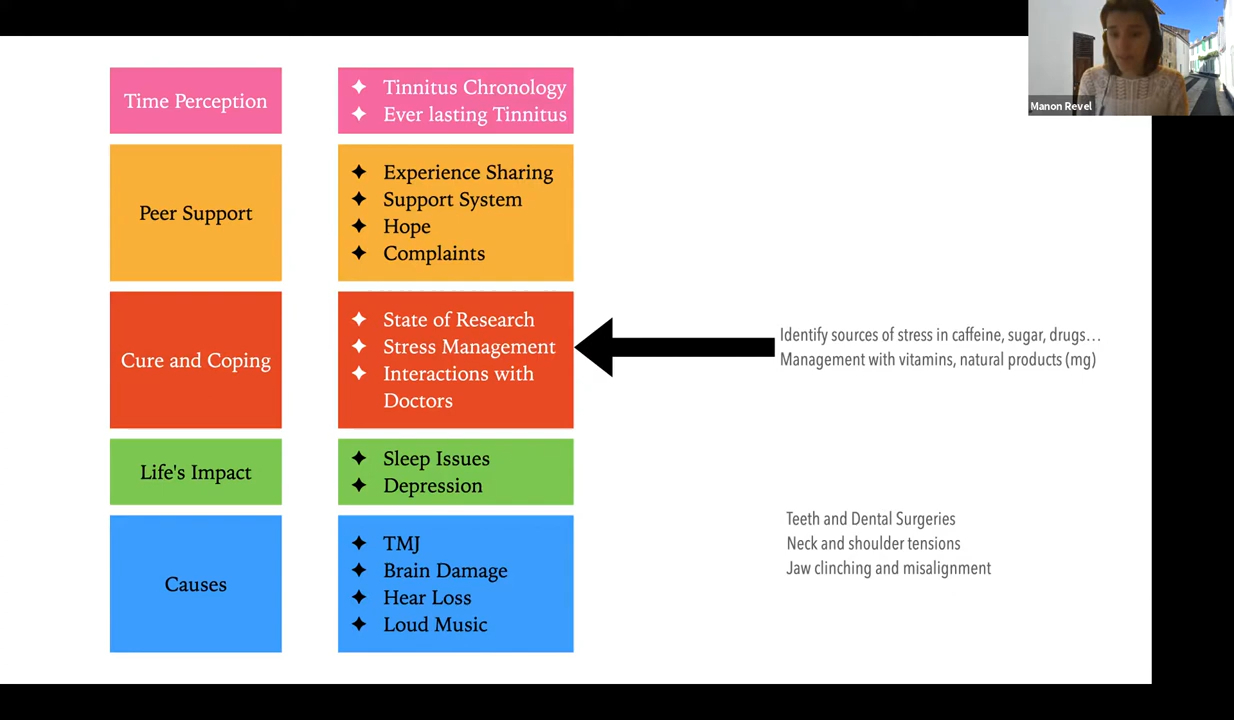 Manon Revel
Time Perception
✦ Tinnitus Chronology
✦ Ever lasting Tinnitus
Peer Support
✦ Experience Sharing
✦ Support System
✦ Hope
✦ Complaints
Cure and Coping
✦ State of Research
✦ Stress Management
✦ Interactions with
Doctors
Identify sources of stress in caffeine, sugar, drugs...
Management with vitamins, natural products (mg)
Life's Impact
✦ Sleep Issues
✦ Depression
Causes
✦ TMJ
✦ Brain Damage
✦ Hear Loss
✦ Loud Music
Teeth and Dental Surgeries
Neck and shoulder tensions
Jaw clinching and misalignment